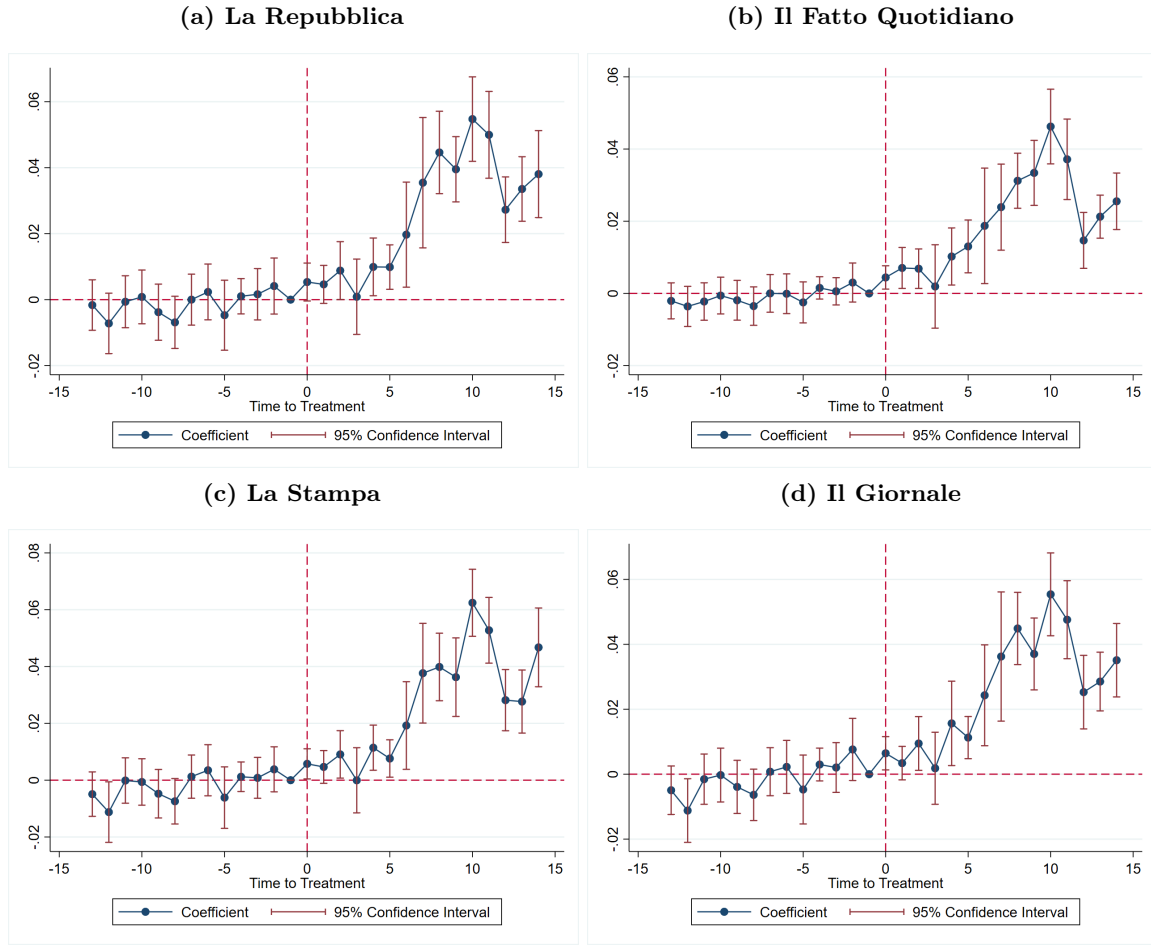 (a) La Repubblica
.06
.04
.02
0
-.02
-15 -10 -5 0 5 10 15
Time to Treatment
Coefficient 95% Confidence Interval
(b) Il Fatto Quotidiano
.06
.04
.02
0
-.02
-15 -10 -5 0 5 10 15
Time to Treatment
Coefficient 95% Confidence Interval
(c) La Stampa
.08
.06
.04
.02
0
-.02
-15 -10 -5 0 5 10 15
Time to Treatment
Coefficient 95% Confidence Interval
(d) Il Giornale
.06
.04
.02
0
-.02
-15 -10 -5 0 5 10 15
Time to Treatment
Coefficient 95% Confidence Interval